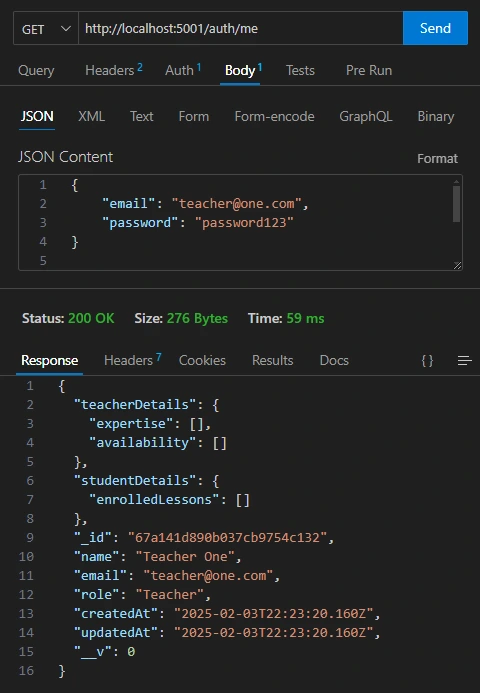 GET http://localhost:5001/auth/me Send
Query Headers 2 Auth 1 Body 1 Tests Pre Run
JSON XML Text Form Form-encode GraphQL Binary
JSON Content Format
1 {
2     "email": "teacher@one.com",
3     "password": "password123"
4 }
5
Status: 200 OK Size: 276 Bytes Time: 59 ms
Response Headers 7 Cookies Results Docs { }
1 {
2   "teacherDetails": {
3     "expertise": [],
4     "availability": []
5   },
6   "studentDetails": {
7     "enrolledLessons": []
8   },
9   "_id": "67a141d890b037cb9754c132",
10   "name": "Teacher One",
11   "email": "teacher@one.com",
12   "role": "Teacher",
13   "createdAt": "2025-02-03T22:23:20.160Z",
14   "updatedAt": "2025-02-03T22:23:20.160Z",
15   "__v": 0
16 }